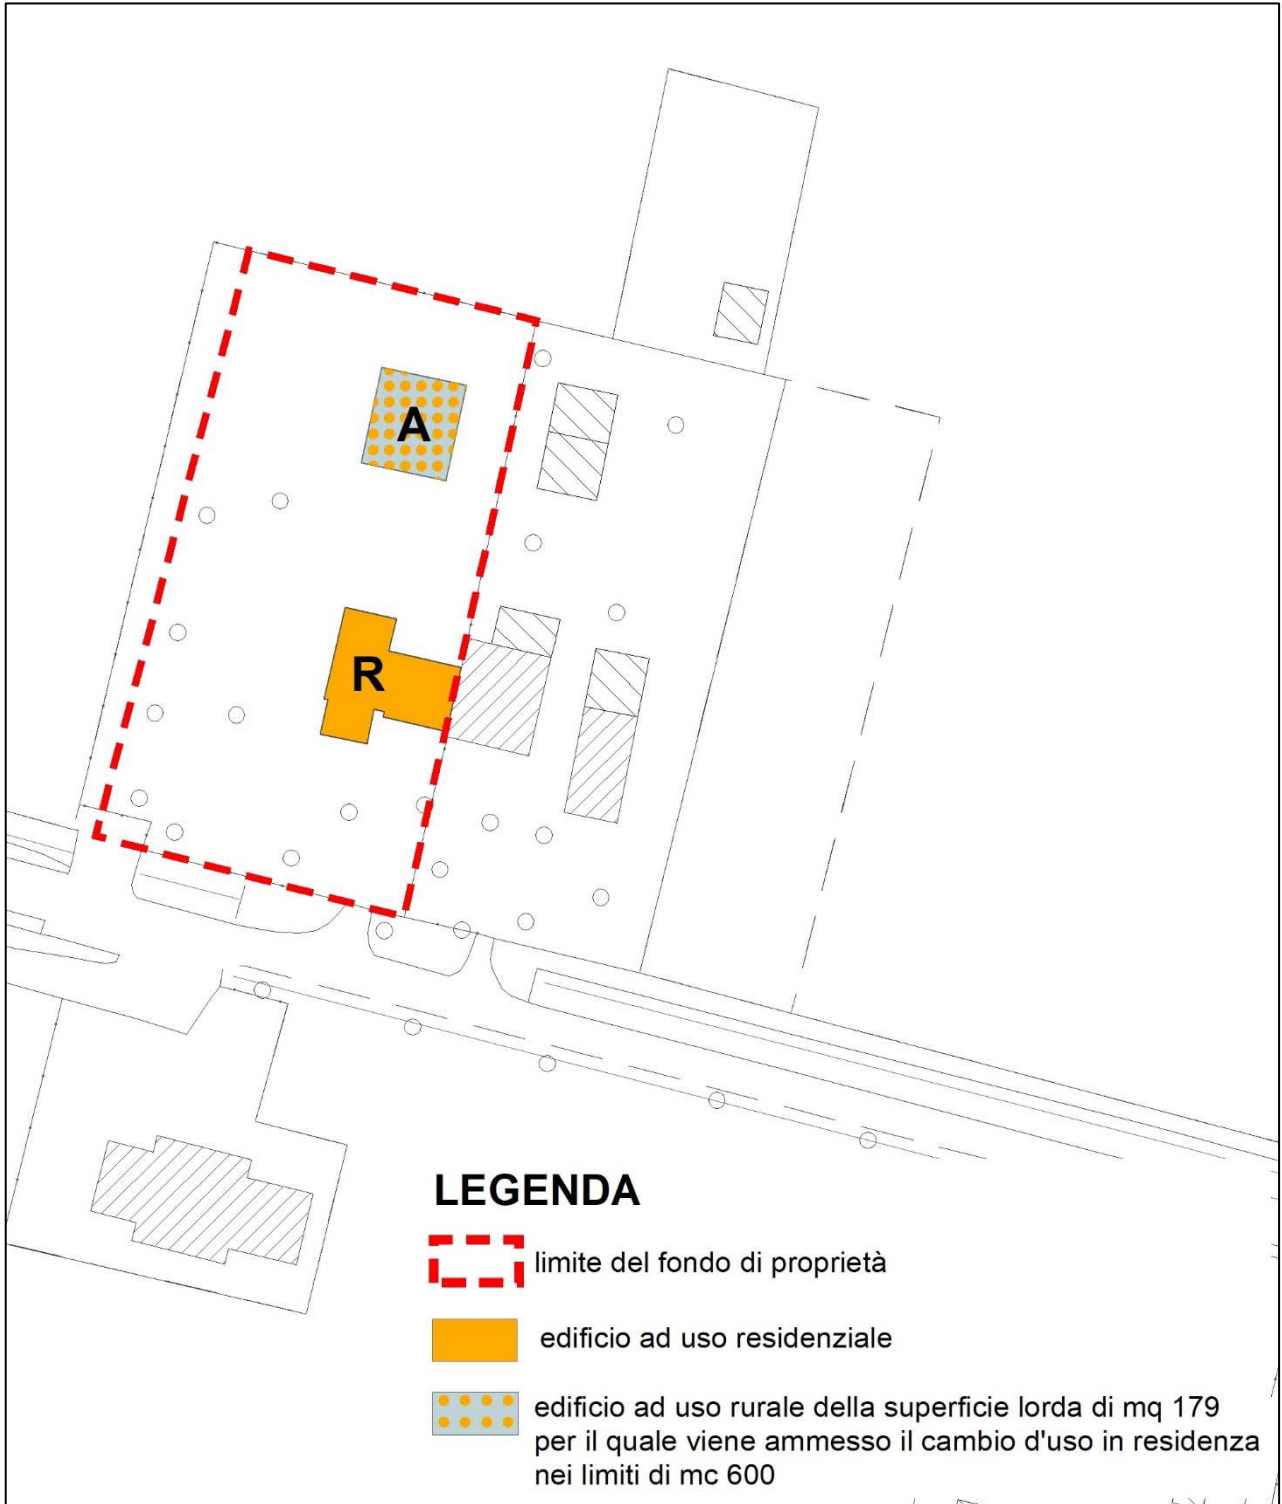 A
R
LEGENDA
limite del fondo di proprietà
edificio ad uso residenziale
edificio ad uso rurale della superficie lorda di mq 179
per il quale viene ammesso il cambio d'uso in residenza
nei limiti di mc 600